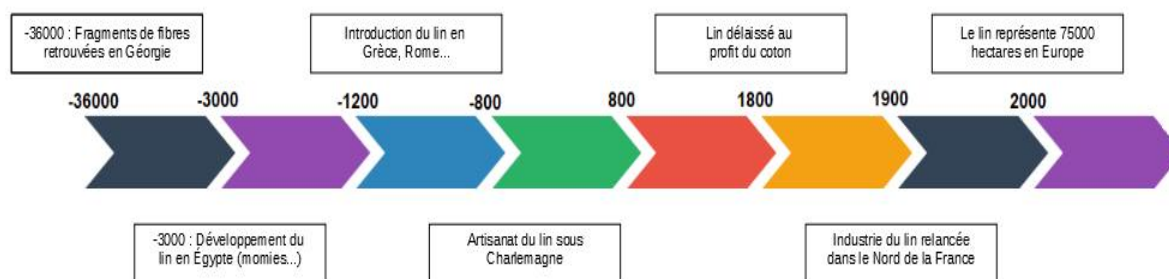 -36000 : Fragments de fibres
retrouvées en Géorgie
Introduction du lin en
Grèce, Rome...
Lin délaissé au
profit du coton
Le lin représente 75000
hectares en Europe
-36000
-3000
-1200
-800
800
1800
1900
2000
-3000 : Développement du
lin en Égypte (momies...)
Artisanat du lin sous
Charlemagne
Industrie du lin relancée
dans le Nord de la France